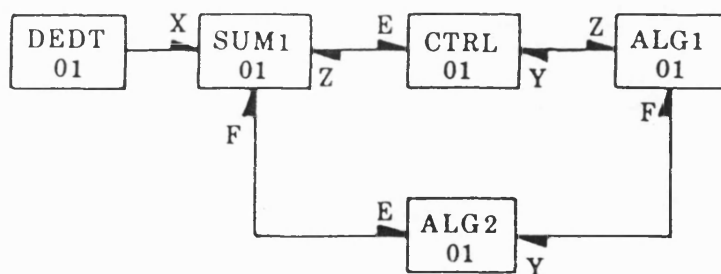 X E Z
DEDT SUM1 CTRL ALG1
01 01 01 01
Z Y
F F
E
ALG2
01
Y